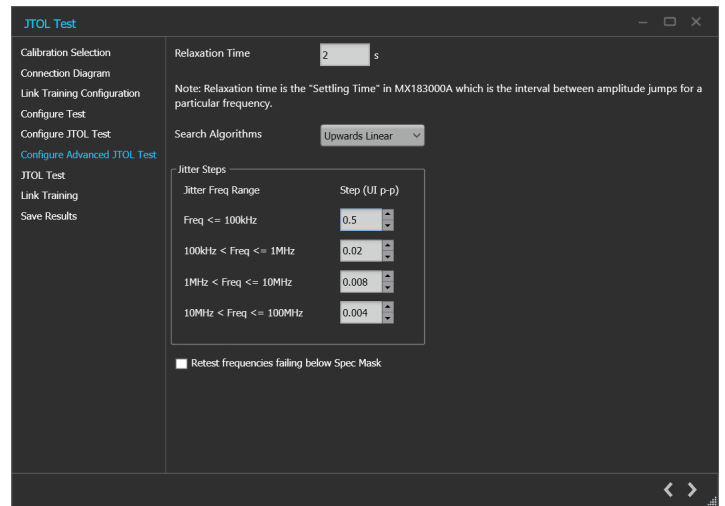 JTOL Test
Calibration Selection
Connection Diagram
Link Training Configuration
Configure Test
Configure JTOL Test
Configure Advanced JTOL Test
JTOL Test
Link Training
Save Results
Relaxation Time
2
s
Note: Relaxation time is the "Settling Time" in MX183000A which is the interval between amplitude jumps for a
particular frequency.
Search Algorithms
Upwards Linear
Jitter Steps
Jitter Freq Range
Step (UI p-p)
Freq <= 100kHz
0.5
100kHz < Freq <= 1MHz
0.02
1MHz < Freq <= 10MHz
0.008
10MHz < Freq <= 100MHz
0.004
Retest frequencies failing below Spec Mask